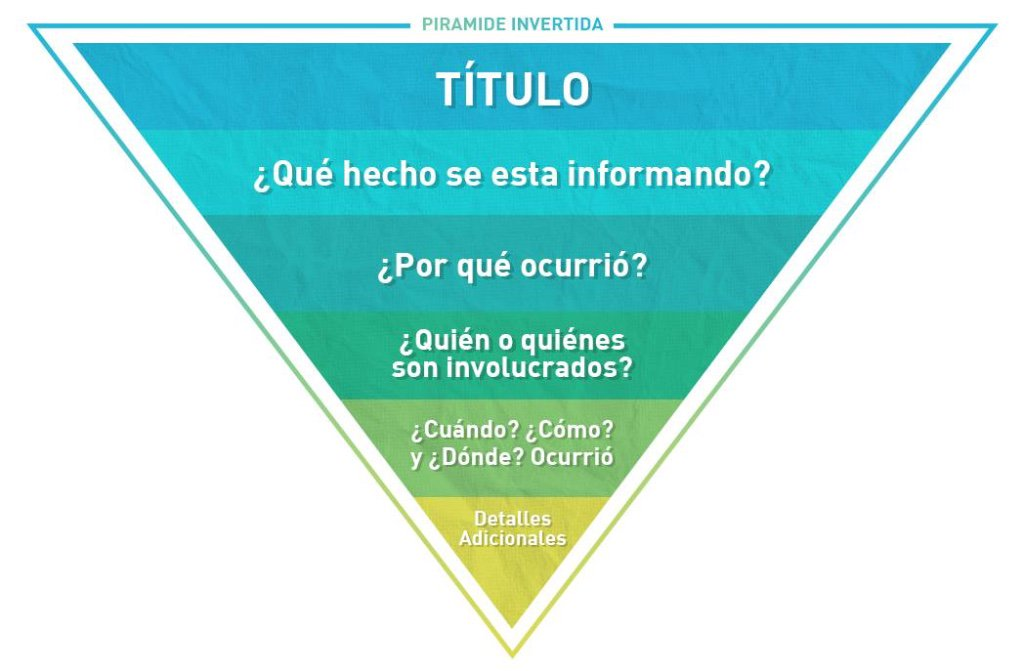 PIRAMIDE INVERTIDA
TÍTULO
¿Qué hecho se esta informando?
¿Por qué ocurrió?
¿Quién o quiénes
son involucrados?
¿Cuándo? ¿Cómo?
y ¿Dónde? Ocurrió
Detalles
Adicionales